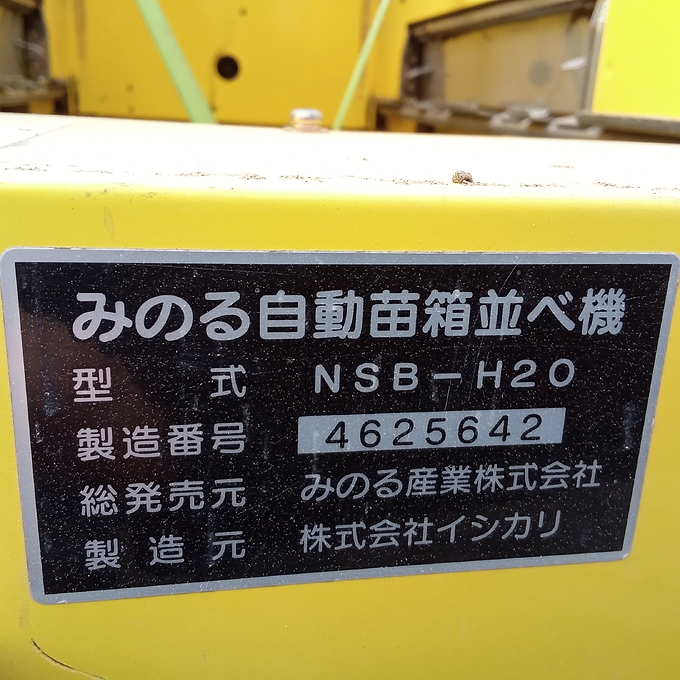 みのる自動苗箱並べ機
型式 NSB-H20
製造番号 4625642
総発売元 みのる産業株式会社
製造元 株式会社イシカリ